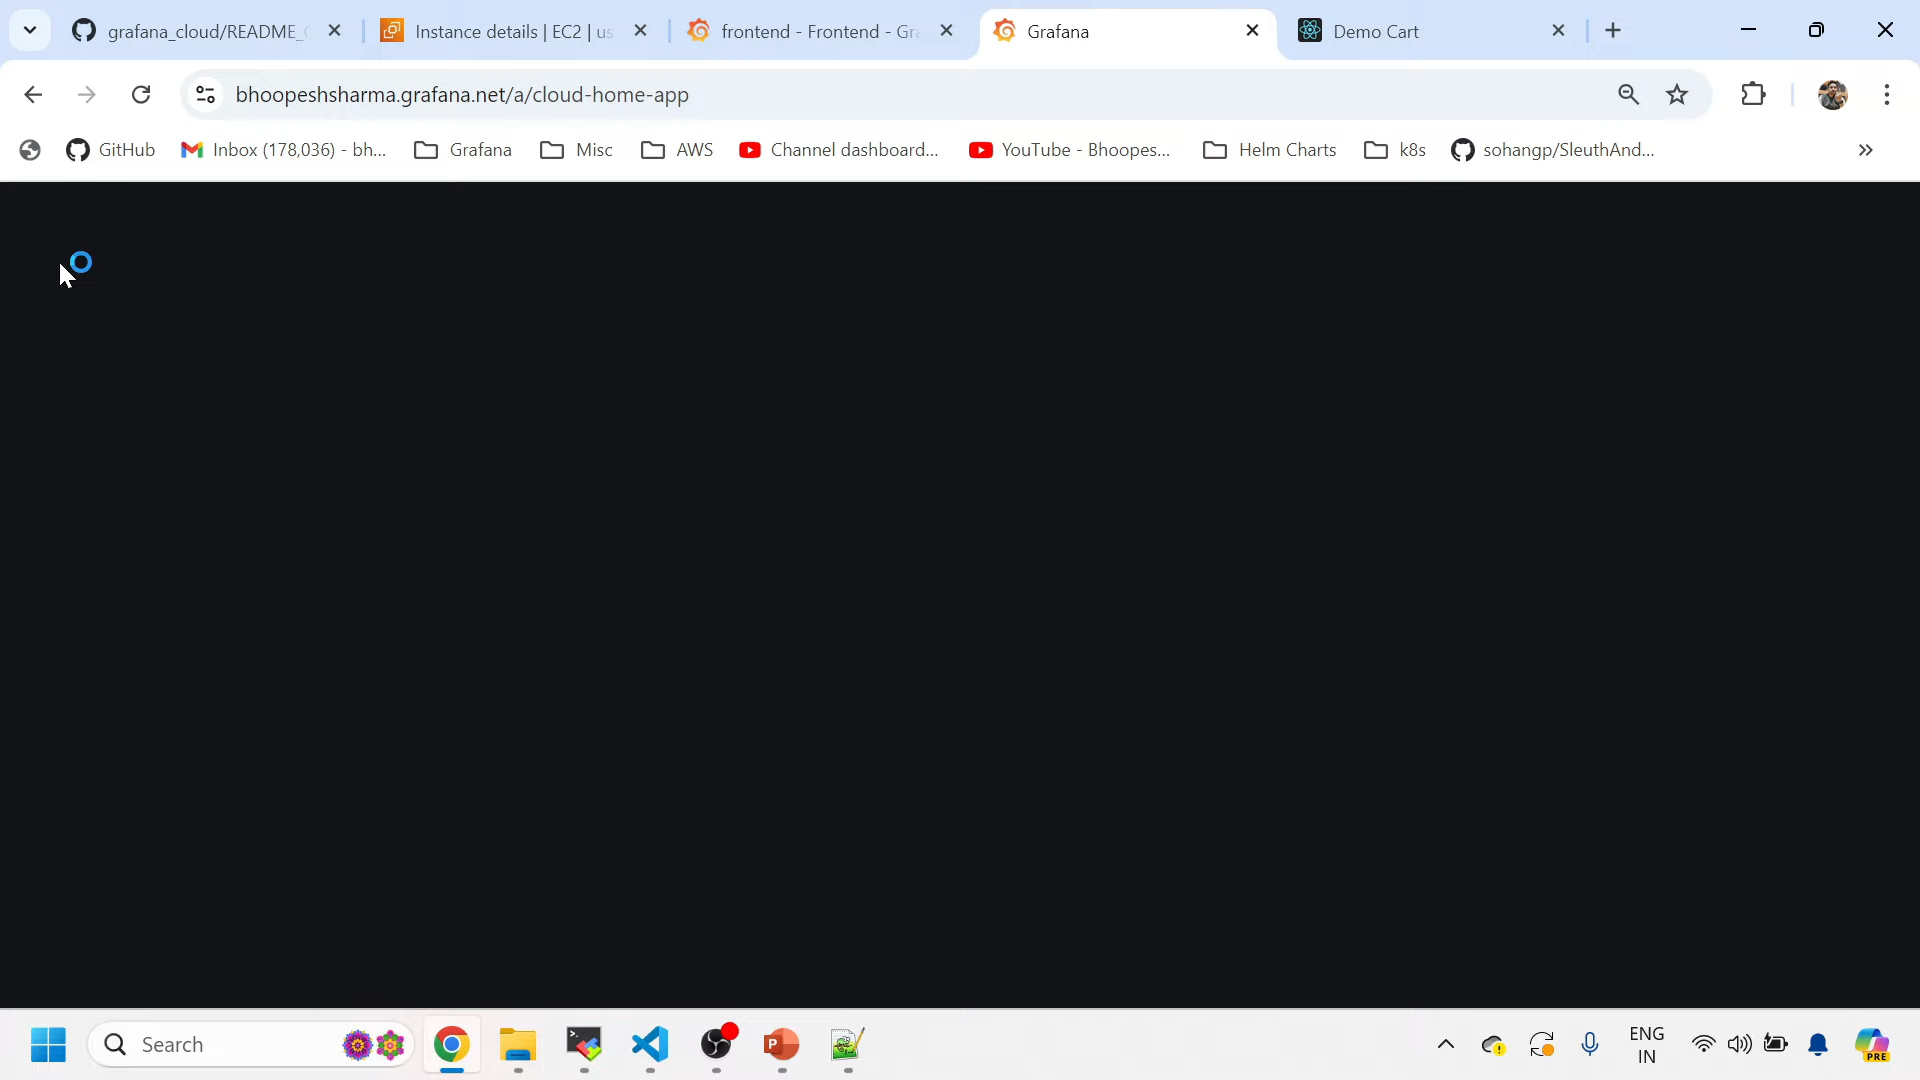 grafana_cloud/README_
Instance details | EC2 | us
frontend - Frontend - Gra
Grafana
Demo Cart
bhoopeshsharma.grafana.net/a/cloud-home-app
GitHub
Inbox (178,036) - bh...
Grafana
Misc
AWS
Channel dashboard...
YouTube - Bhoopes...
Helm Charts
k8s
sohangp/SleuthAnd...
Search
ENG
IN
PRE